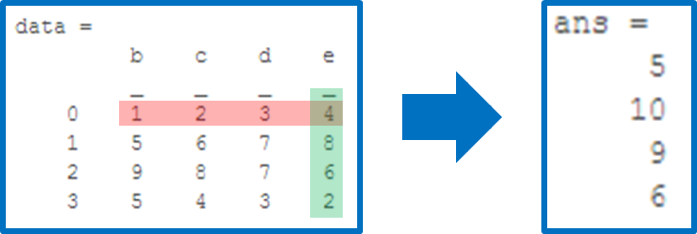 data =
b c d e
_ _ _ _
0 1 2 3 4
1 5 6 7 8
2 9 8 7 6
3 5 4 3 2
ans =
5
10
9
6